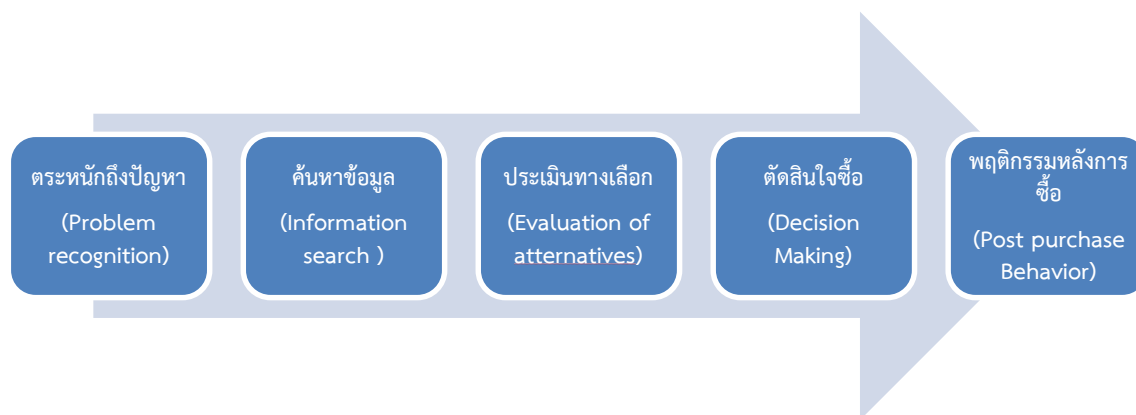 ตระหนักถึงปัญหา
(Problem
recognition)
ค้นหาข้อมูล
(Information
search )
ประเมินทางเลือก
(Evaluation of
atternatives)
ตัดสินใจซื้อ
(Decision
Making)
พฤติกรรมหลังการ
ซื้อ
(Post purchase
Behavior)